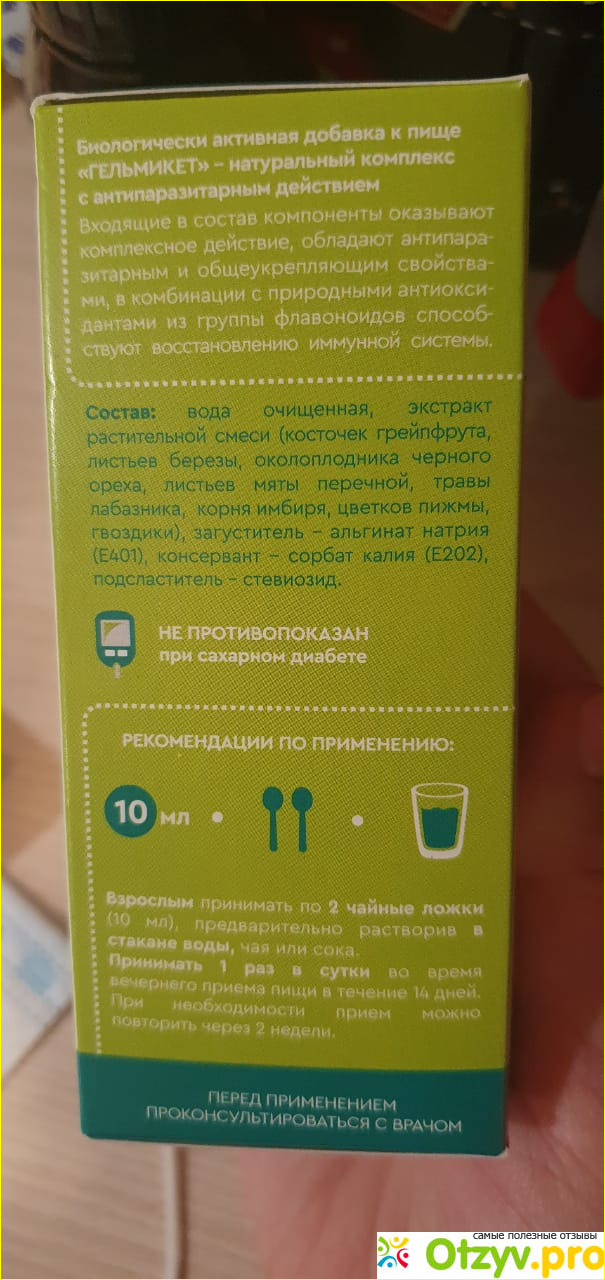 Биологически активная добавка к пище
«ГЕЛЬМИКЕТ» – натуральный комплекс
с антипаразитарным действием
Входящие в состав компоненты оказывают
комплексное действие, обладают антипара-
зитарным и общеукрепляющим свойства-
ми, в комбинации с природными антиокси-
дантами из группы флавоноидов способ-
ствуют восстановлению иммунной системы.
Состав: вода очищенная, экстракт
растительной смеси (косточек грейпфрута,
листьев березы, околоплодника черного
ореха, листьев мяты перечной, травы
лабазника, корня имбиря, цветков пижмы,
гвоздики), загуститель – альгинат натрия
(Е401), консервант – сорбат калия (Е202),
подсластитель – стевиозид.
НЕ ПРОТИВОПОКАЗАН
при сахарном диабете
РЕКОМЕНДАЦИИ ПО ПРИМЕНЕНИЮ:
10 мл
Взрослым принимать по 2 чайные ложки
(10 мл), предварительно растворив в
стакане воды, чая или сока.
Принимать 1 раз в сутки во время
вечернего приема пищи в течение 14 дней.
При необходимости прием можно
повторить через 2 недели.
ПЕРЕД ПРИМЕНЕНИЕМ
ПРОКОНСУЛЬТИРОВАТЬСЯ С ВРАЧОМ
самые полезные отзывы
Otzyv.pro